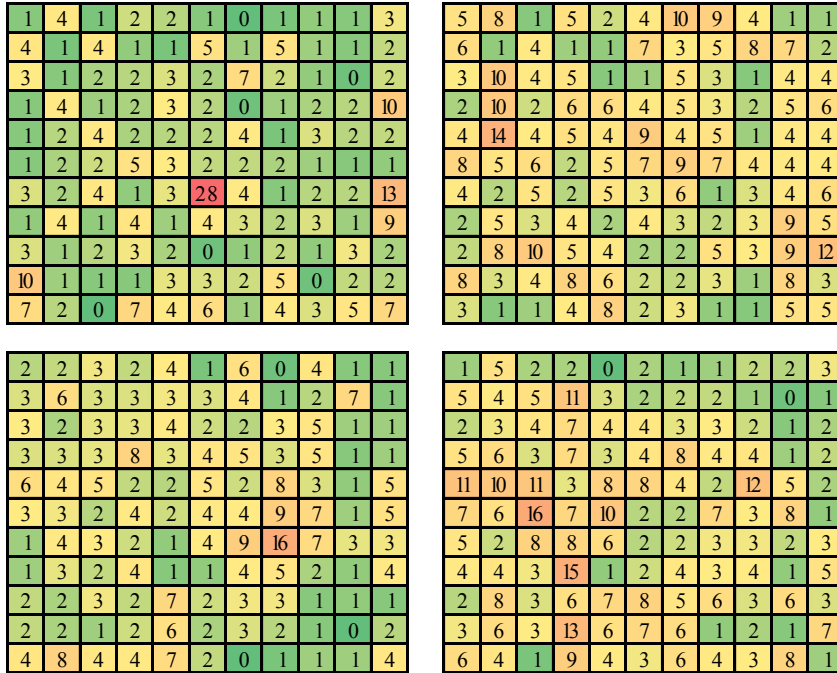 1 4 1 2 2 1 0 1 1 1 3
4 1 4 1 1 5 1 5 1 1 2
3 1 2 2 3 2 7 2 1 0 2
1 4 1 2 3 2 0 1 2 2 10
1 2 4 2 2 2 4 1 3 2 2
1 2 2 5 3 2 2 2 1 1 1
3 2 4 1 3 28 4 1 2 2 13
1 4 1 4 1 4 3 2 3 1 9
3 1 2 3 2 0 1 2 1 3 2
10 1 1 1 3 3 2 5 0 2 2
7 2 0 7 4 6 1 4 3 5 7
5 8 1 5 2 4 10 9 4 1 1
6 1 4 1 1 7 3 5 8 7 2
3 10 4 5 1 1 5 3 1 4 4
2 10 2 6 6 4 5 3 2 5 6
4 14 4 5 4 9 4 5 1 4 4
8 5 6 2 5 7 9 7 4 4 4
4 2 5 2 5 3 6 1 3 4 6
2 5 3 4 2 4 3 2 3 9 5
2 8 10 5 4 2 2 5 3 9 12
8 3 4 8 6 2 2 3 1 8 3
3 1 1 4 8 2 3 1 1 5 5
2 2 3 2 4 1 6 0 4 1 1
3 6 3 3 3 3 4 1 2 7 1
3 2 3 3 4 2 2 3 5 1 1
3 3 3 8 3 4 5 3 5 1 1
6 4 5 2 2 5 2 8 3 1 5
3 3 2 4 2 4 4 9 7 1 5
1 4 3 2 1 4 9 16 7 3 3
1 3 2 4 1 1 4 5 2 1 4
2 2 3 2 7 2 3 3 1 1 1
2 2 1 2 6 2 3 2 1 0 2
4 8 4 4 7 2 0 1 1 1 4
1 5 2 2 0 2 1 1 2 2 3
5 4 5 11 3 2 2 2 1 0 1
2 3 4 7 4 4 3 3 2 1 2
5 6 3 7 3 4 8 4 4 1 2
11 10 11 3 8 8 4 2 12 5 2
7 6 16 7 10 2 2 7 3 8 1
5 2 8 8 6 2 2 3 3 2 3
4 4 3 15 1 2 4 3 4 1 5
2 8 3 6 7 8 5 6 3 6 3
3 6 3 13 6 7 6 1 2 1 7
6 4 1 9 4 3 6 4 3 8 1